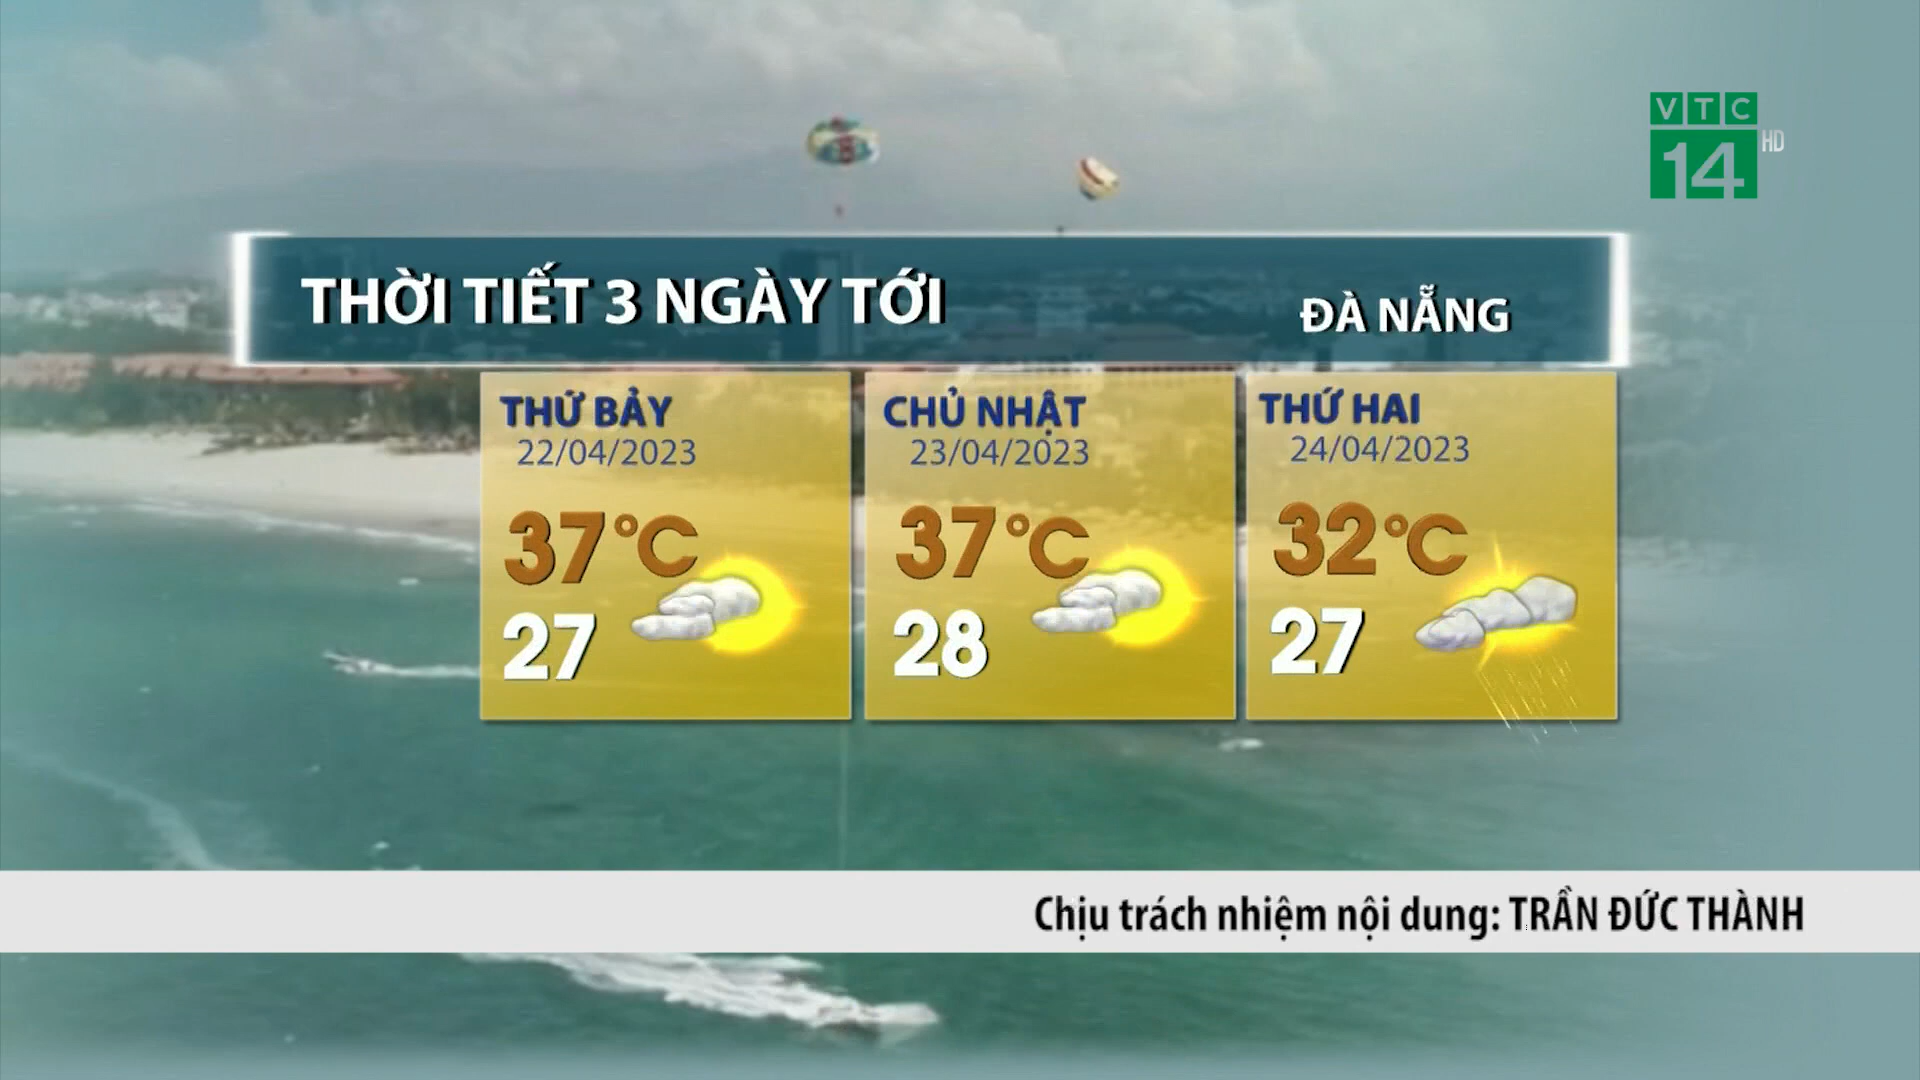 VTC
14 HD
THỜI TIẾT 3 NGÀY TỚI
ĐÀ NẴNG
THỨ BẢY
22/04/2023
37°C
27
CHỦ NHẬT
23/04/2023
37°C
28
THỨ HAI
24/04/2023
32°C
27
Chịu trách nhiệm nội dung: TRẦN ĐỨC THÀNH